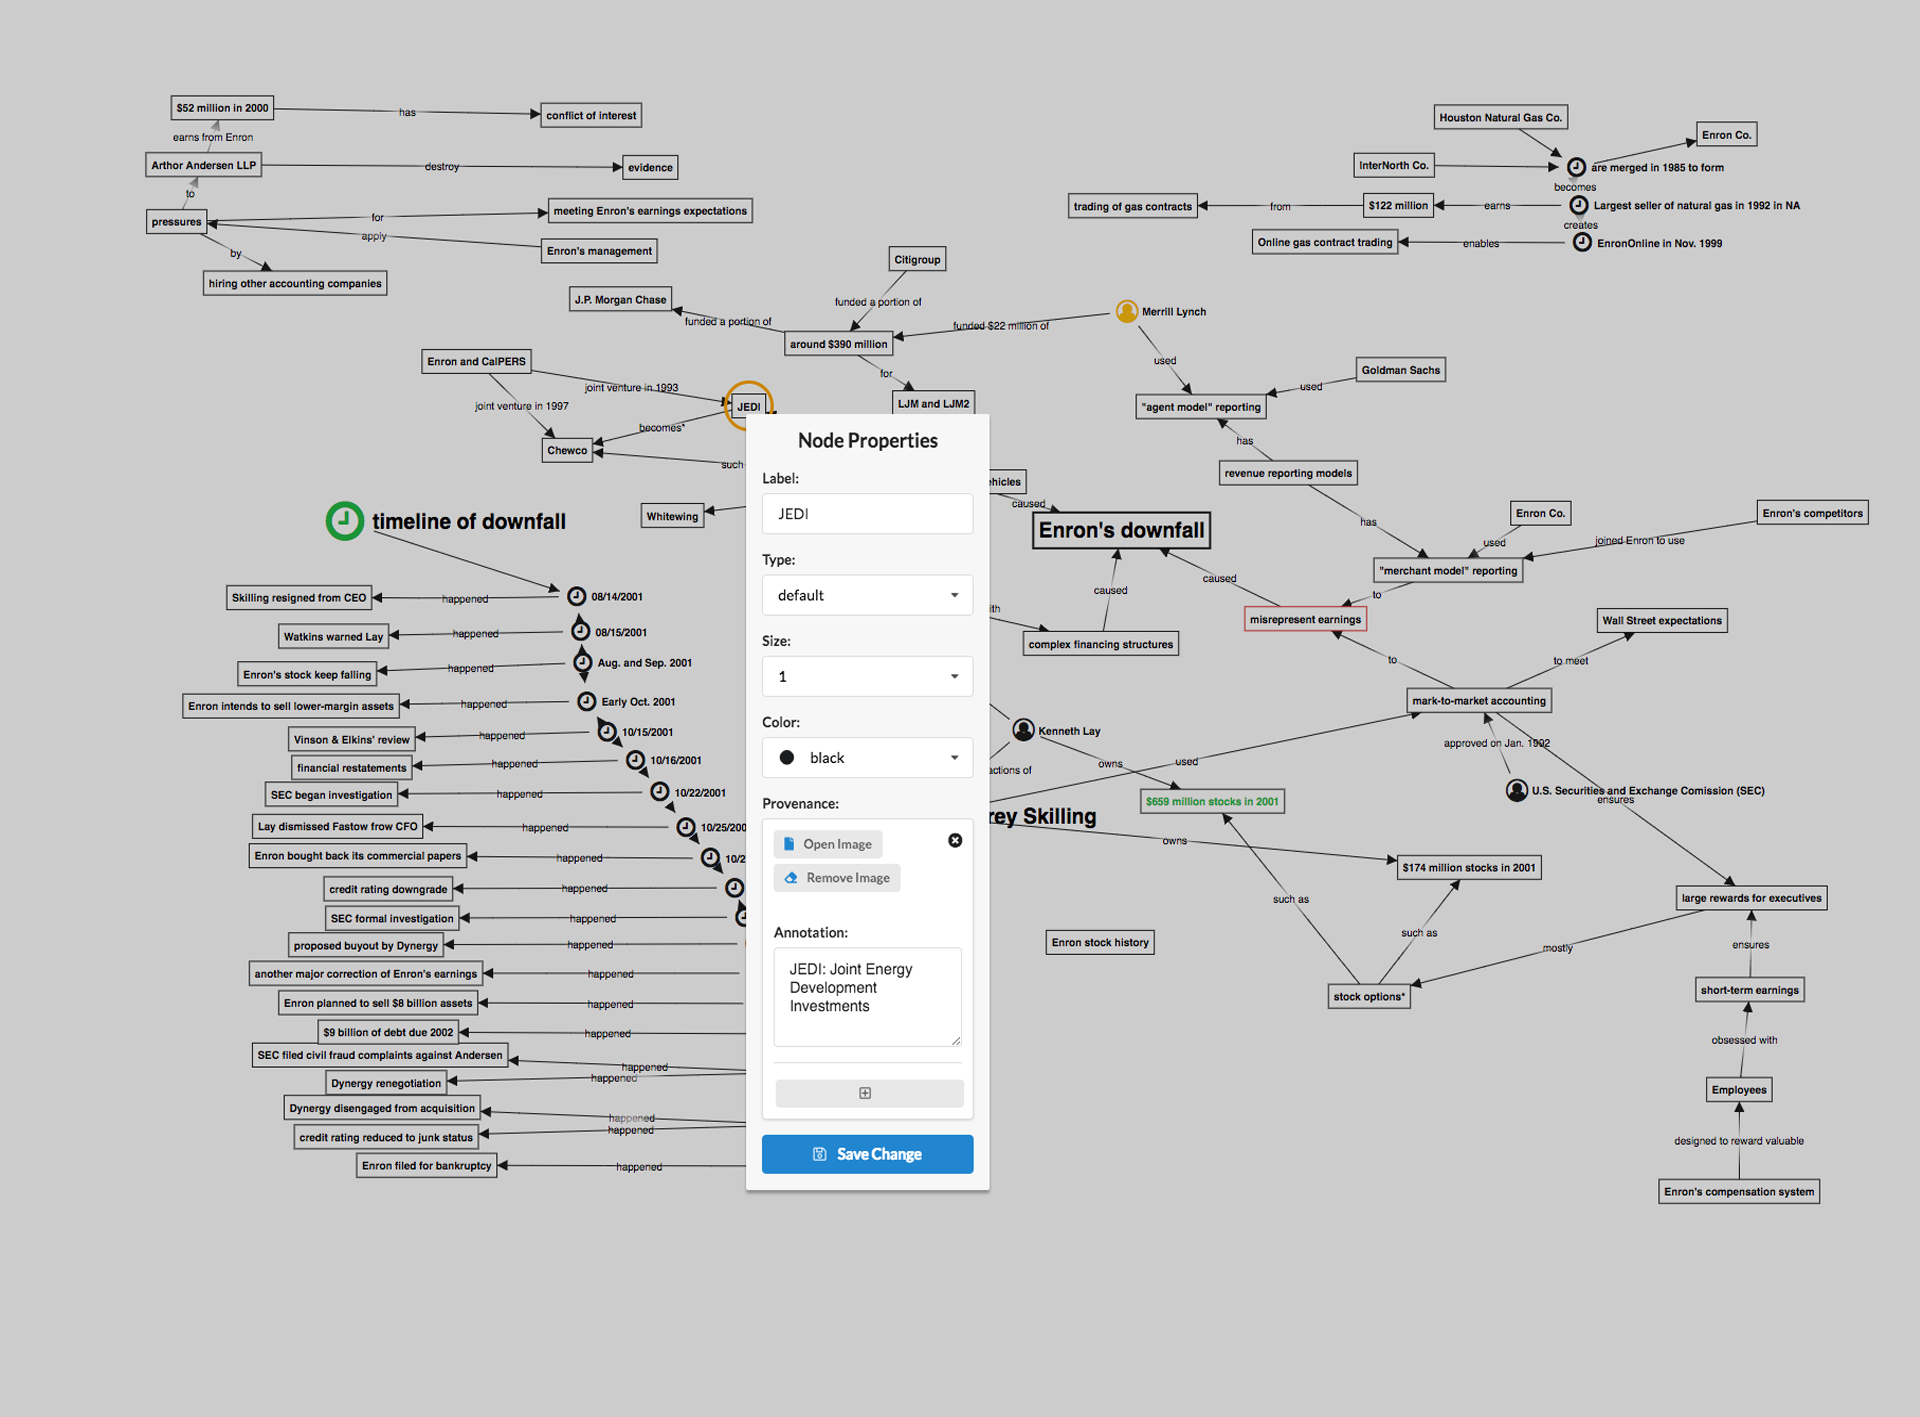 $52 million in 2000
has
conflict of interest
earns from Enron
Arthor Andersen LLP
destroy
evidence
to
pressures
for
meeting Enron's earnings expectations
apply
Enron's management
by
hiring other accounting companies
Houston Natural Gas Co.
Enron Co.
InterNorth Co.
are merged in 1985 to form
becomes
trading of gas contracts
from
$122 million
earns
Largest seller of natural gas in 1992 in NA
creates
Online gas contract trading
enables
EnronOnline in Nov. 1999
Citigroup
J.P. Morgan Chase
funded a portion of
funded a portion of
funded $22 million of
Merrill Lynch
around $390 million
for
LJM and LJM2
Enron and CalPERS
joint venture in 1993
joint venture in 1997
JEDI
becomes*
Chewco
such
Whitewing
used
Goldman Sachs
used
"agent model" reporting
has
revenue reporting models
has
Enron Co.
Enron's competitors
used
joined Enron to use
"merchant model" reporting
to
hicles
caused
Enron's downfall
caused
caused
ith
complex financing structures
misrepresent earnings
Wall Street expectations
to
to meet
mark-to-market accounting
approved on Jan. 1992
U.S. Securities and Exchange Comission (SEC)
ensures
Kenneth Lay
actions of
owns
used
$659 million stocks in 2001
rey Skilling
owns
$174 million stocks in 2001
such as
such as
large rewards for executives
mostly
ensures
Enron stock history
stock options*
short-term earnings
obsessed with
Employees
designed to reward valuable
Enron's compensation system
timeline of downfall
Skilling resigned from CEO
happened
08/14/2001
Watkins warned Lay
happened
08/15/2001
Enron's stock keep falling
happened
Aug. and Sep. 2001
Enron intends to sell lower-margin assets
happened
Early Oct. 2001
Vinson & Elkins' review
happened
10/15/2001
financial restatements
happened
10/16/2001
SEC began investigation
happened
10/22/2001
Lay dismissed Fastow frow CFO
happened
10/25/200
Enron bought back its commercial papers
happened
10/2
credit rating downgrade
happened
SEC formal investigation
happened
proposed buyout by Dynergy
happened
another major correction of Enron's earnings
happened
Enron planned to sell $8 billion assets
happened
$9 billion of debt due 2002
happened
SEC filed civil fraud complaints against Andersen
happened
Dynergy renegotiation
happened
Dynergy disengaged from acquisition
happened
credit rating reduced to junk status
happened
Enron filed for bankruptcy
happened
Node Properties
Label:
JEDI
Type:
default
Size:
1
Color:
black
Provenance:
Open Image
Remove Image
Annotation:
JEDI: Joint Energy
Development
Investments
Save Change